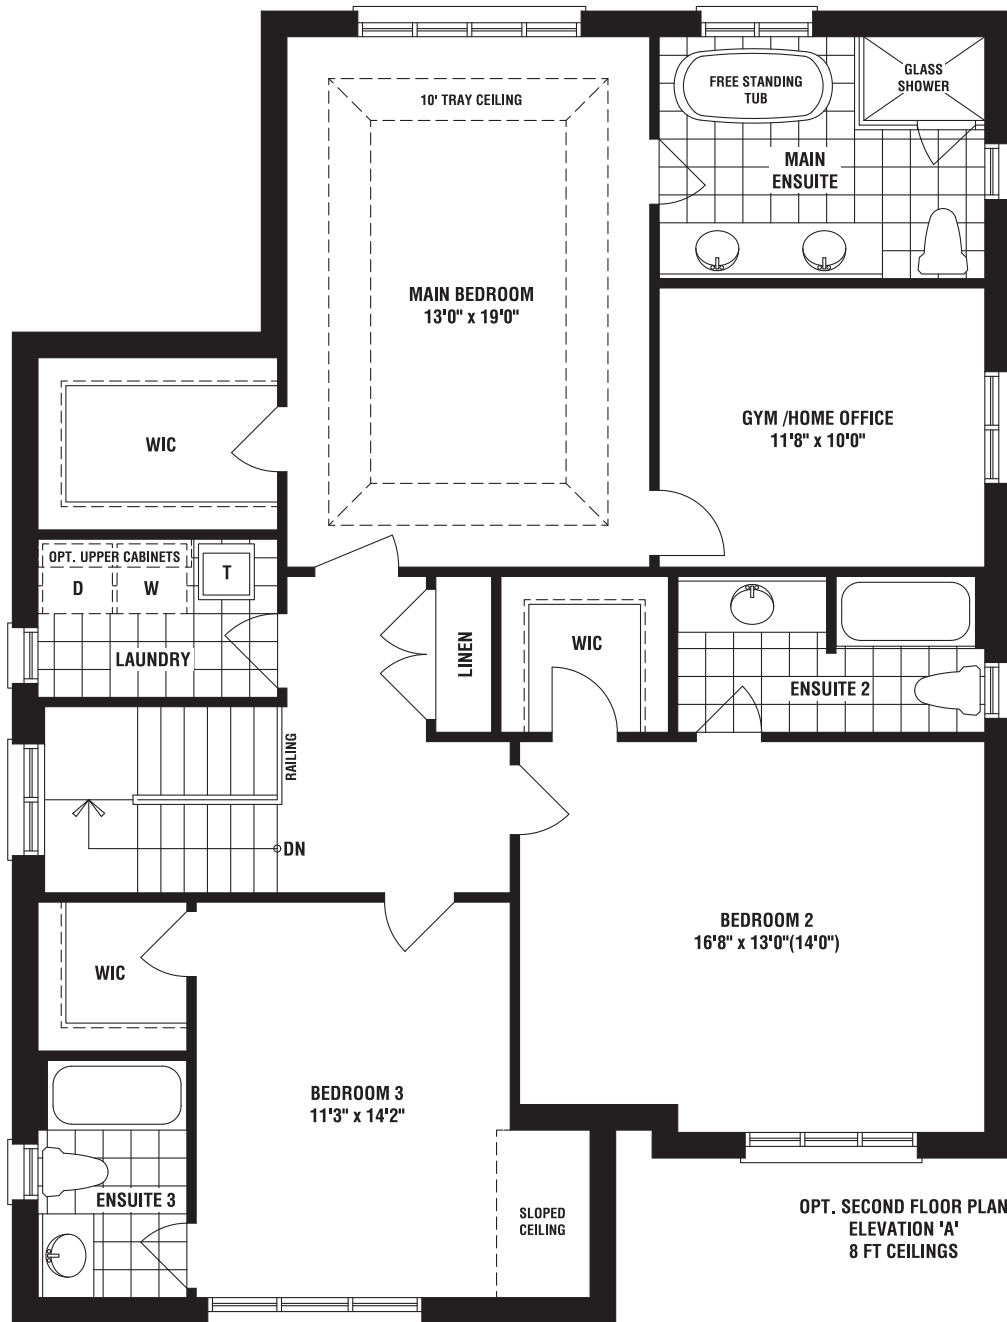 FREE STANDING
TUB
GLASS
SHOWER
10' TRAY CEILING
MAIN
ENSUITE
MAIN BEDROOM
13'0" x 19'0"
GYM /HOME OFFICE
11'8" x 10'0"
WIC
OPT. UPPER CABINETS
D
W
T
LAUNDRY
LINEN
WIC
ENSUITE 2
RAILING
DN
BEDROOM 2
16'8" x 13'0"(14'0")
WIC
BEDROOM 3
11'3" x 14'2"
ENSUITE 3
SLOPED
CEILING
OPT. SECOND FLOOR PLAN
ELEVATION 'A'
8 FT CEILINGS